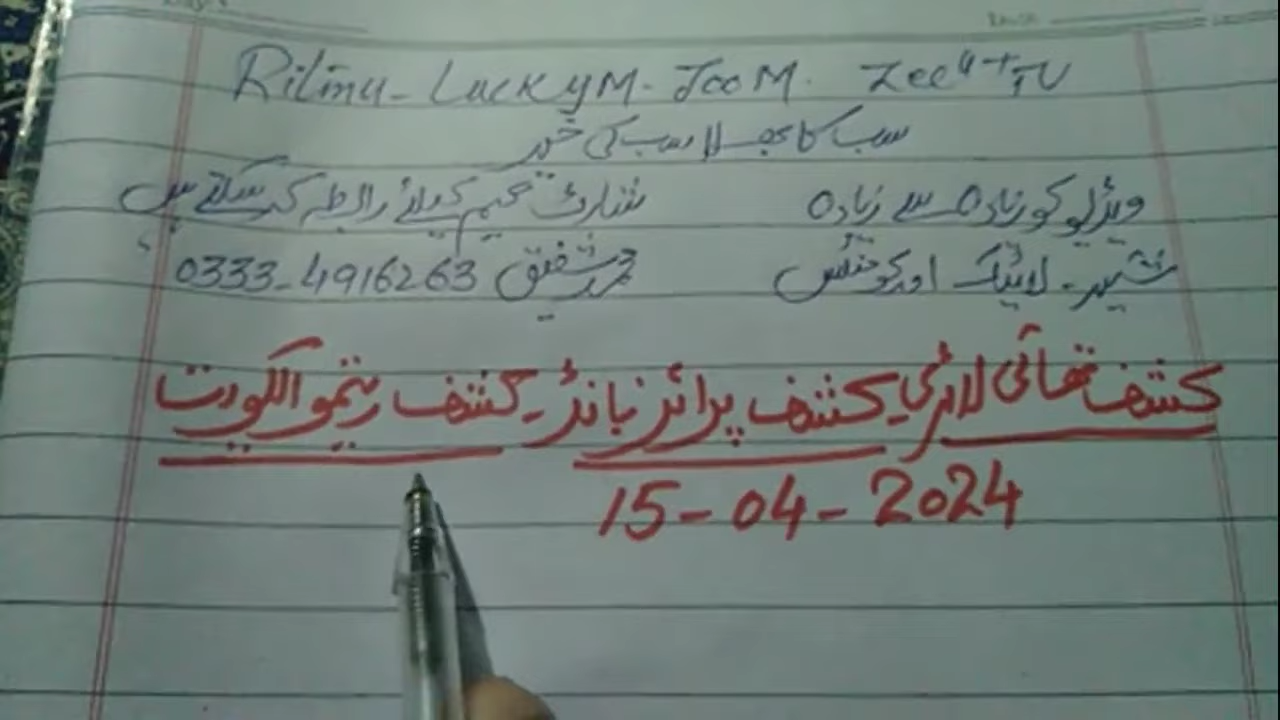 Rilmu - LuckyM - JooM. Zee4+TV
سب کا بھلا سب کی خیر
ویڈیو کو زیادہ سے زیادہ
شیئر - لائیک اور کومنٹس
شارٹ گیم کیلئے رابطہ کر سکتے ہیں
محمد شفیق 0333-4916263
کشف تھائی لاٹری کشف پرائز بانڈ - کشف ریتمو الکویت
15-04-2024